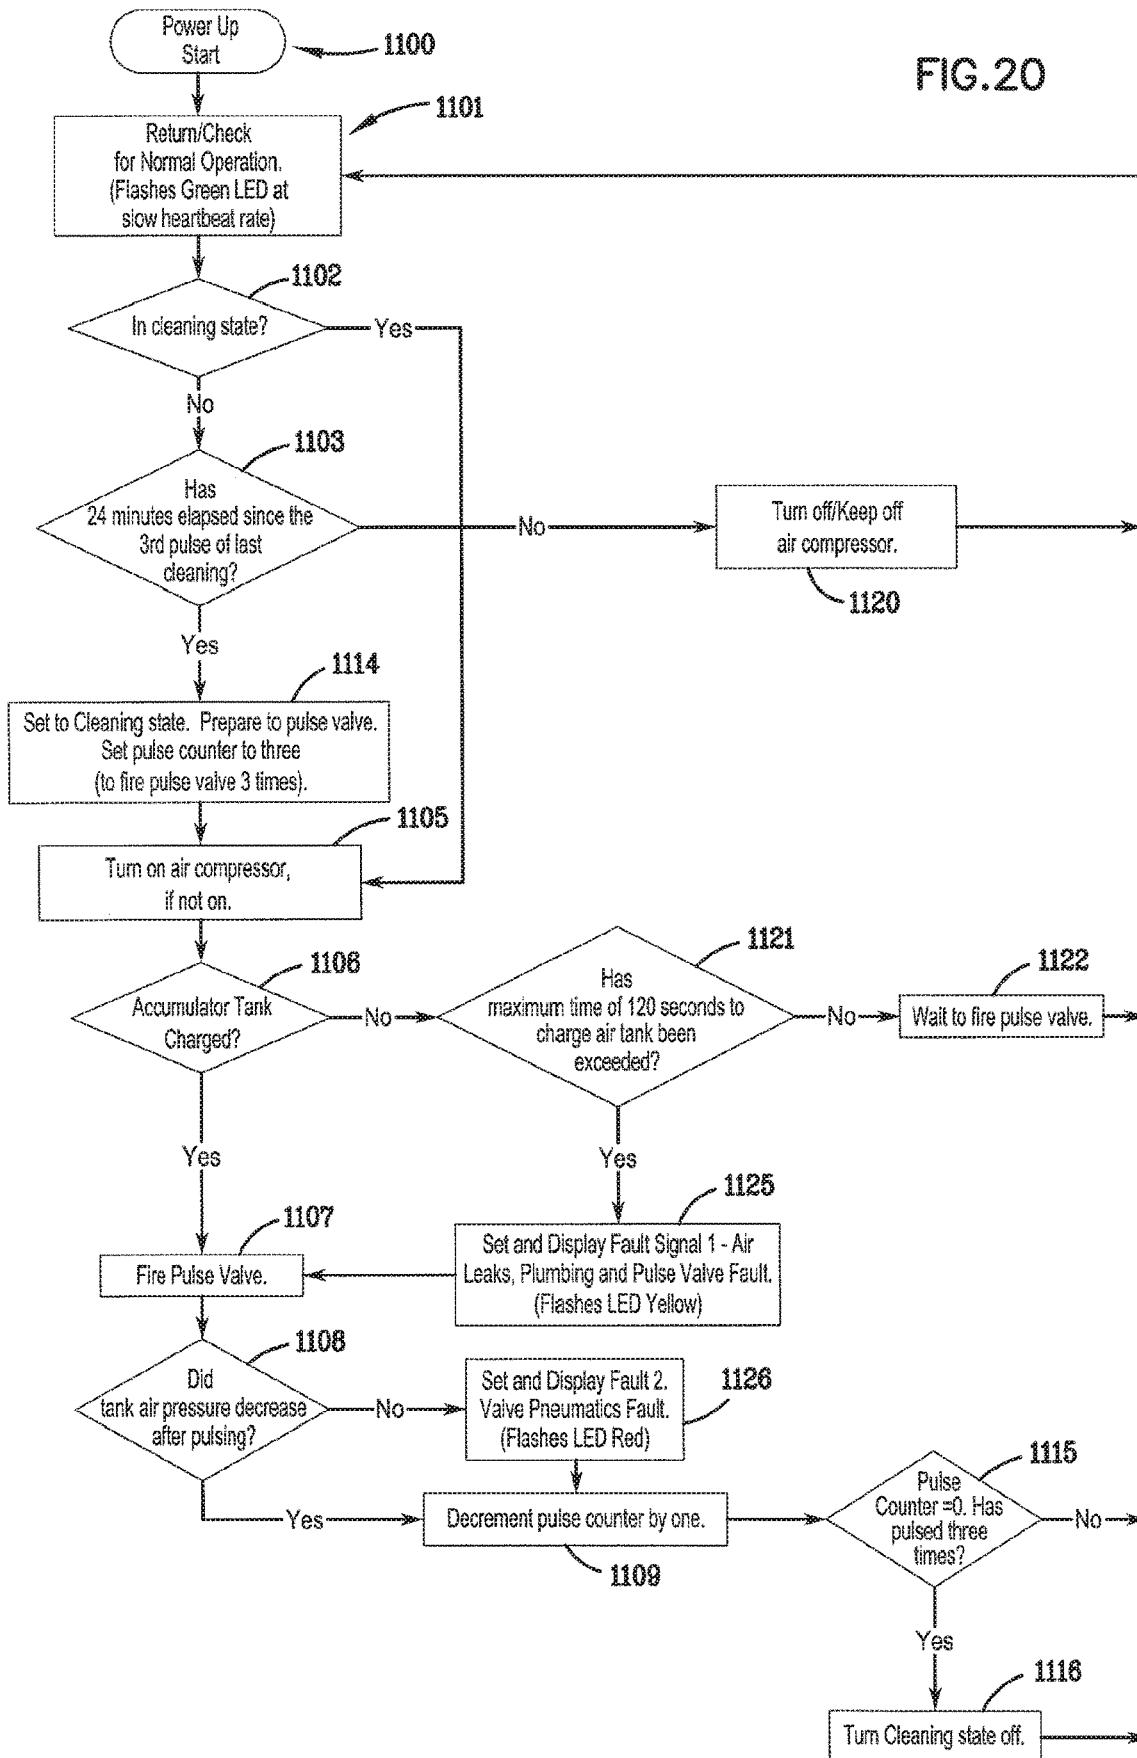 Power Up
Start
1100
FIG.20
1101
Return/Check
for Normal Operation.
(Flashes Green LED at
slow heartbeat rate)
1102
In cleaning state?
Yes
No
1103
Has
24 minutes elapsed since the
3rd pulse of last
cleaning?
No
Turn off/Keep off
air compressor.
1120
Yes
1114
Set to Cleaning state. Prepare to pulse valve.
Set pulse counter to three
(to fire pulse valve 3 times).
1105
Turn on air compressor,
if not on.
1106
Accumulator Tank
Charged?
No
1121
Has
maximum time of 120 seconds to
charge air tank been
exceeded?
No
1122
Wait to fire pulse valve.
Yes
Yes
1125
Set and Display Fault Signal 1 - Air
Leaks, Plumbing and Pulse Valve Fault.
(Flashes LED Yellow)
1107
Fire Pulse Valve.
1108
Did
tank air pressure decrease
after pulsing?
No
Set and Display Fault 2.
Valve Pneumatics Fault.
(Flashes LED Red)
1126
Yes
Decrement pulse counter by one.
1109
1115
Pulse
Counter =0. Has
pulsed three
times?
No
Yes
1116
Turn Cleaning state off.